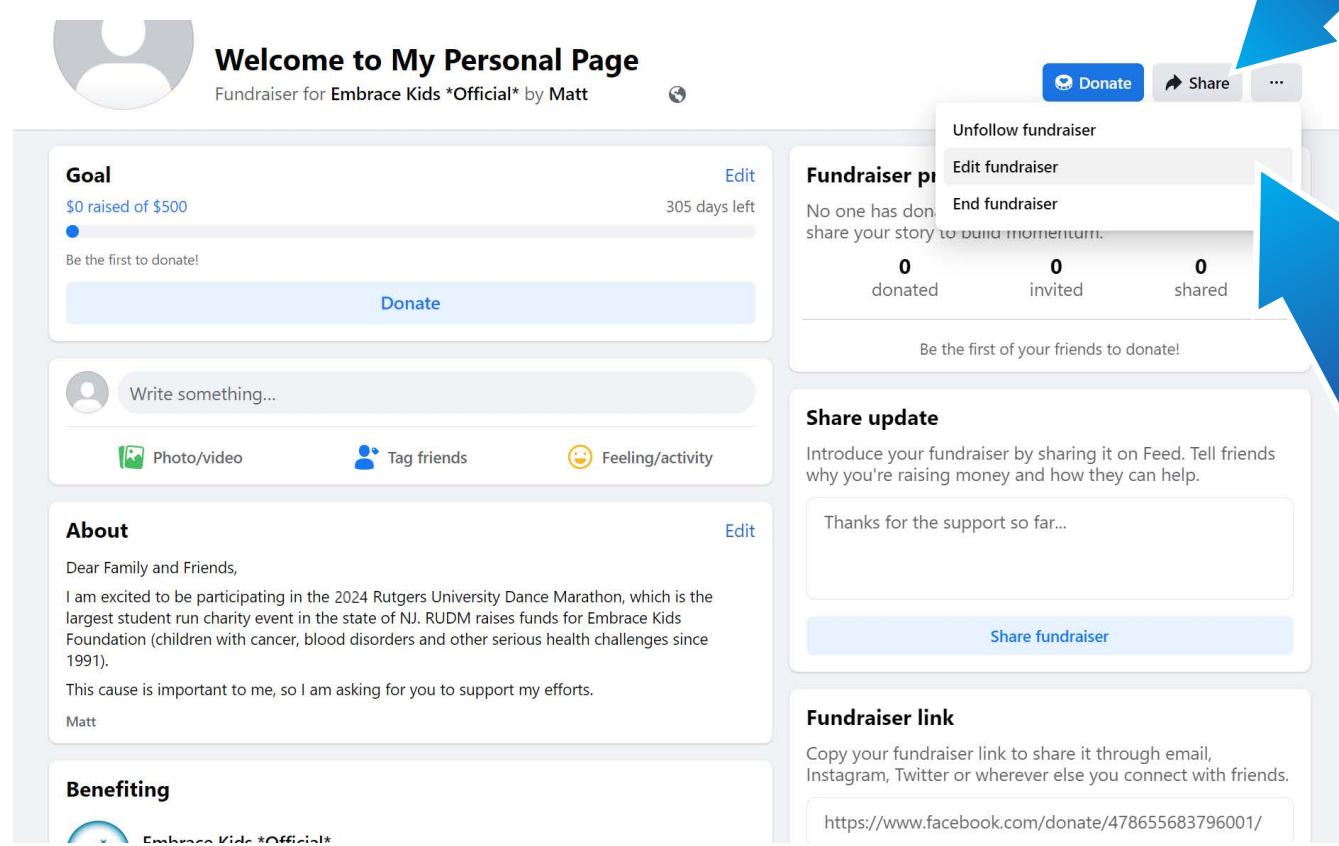 Welcome to My Personal Page
Fundraiser for Embrace Kids *Official* by Matt
Donate
Share
...
Unfollow fundraiser
Edit fundraiser
End fundraiser
Goal
Edit
$0 raised of $500
305 days left
Be the first to donate!
Donate
Write something...
Photo/video
Tag friends
Feeling/activity
About
Edit
Dear Family and Friends,
I am excited to be participating in the 2024 Rutgers University Dance Marathon, which is the
largest student run charity event in the state of NJ. RUDM raises funds for Embrace Kids
Foundation (children with cancer, blood disorders and other serious health challenges since
1991).
This cause is important to me, so I am asking for you to support my efforts.
Matt
Benefiting
Embrace Kids *Official*
Fundraiser pr
No one has don
share your story to build momentum.
0
donated
0
invited
0
shared
Be the first of your friends to donate!
Share update
Introduce your fundraiser by sharing it on Feed. Tell friends
why you're raising money and how they can help.
Thanks for the support so far...
Share fundraiser
Fundraiser link
Copy your fundraiser link to share it through email,
Instagram, Twitter or wherever else you connect with friends.
https://www.facebook.com/donate/478655683796001/